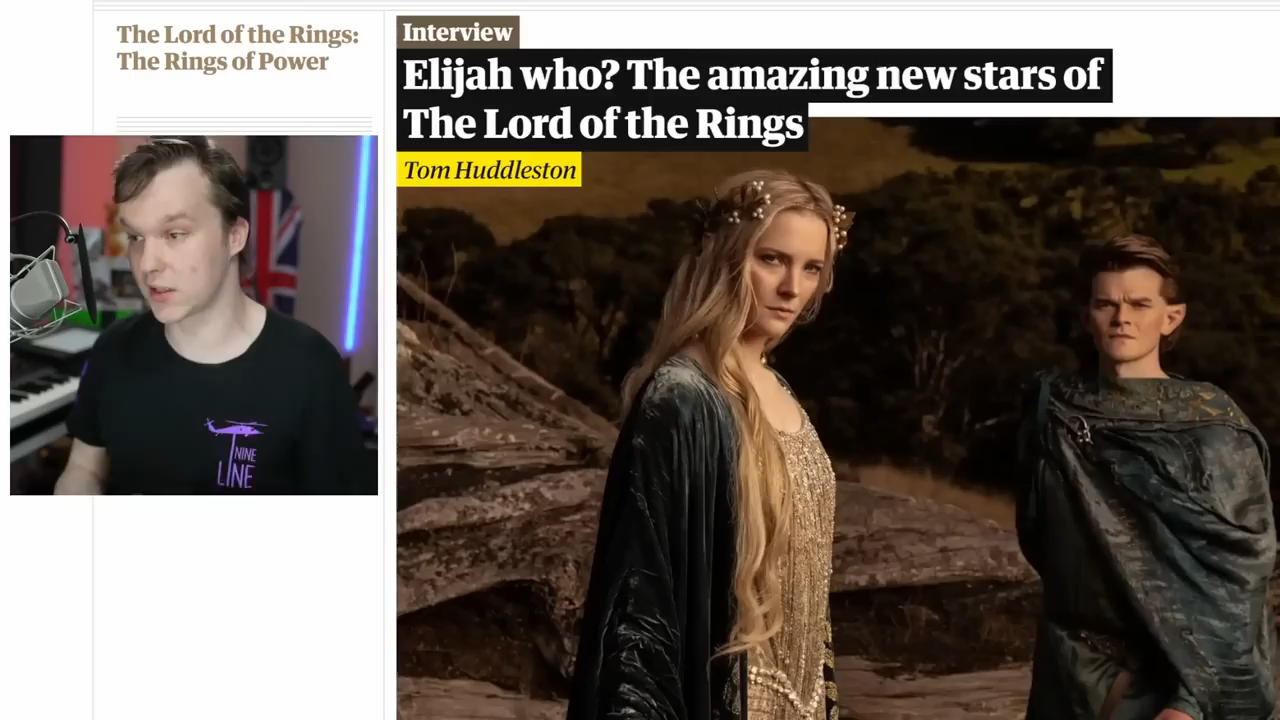 The Lord of the Rings:
The Rings of Power
Interview
Elijah who? The amazing new stars of
The Lord of the Rings
Tom Huddleston
NINE
LINE